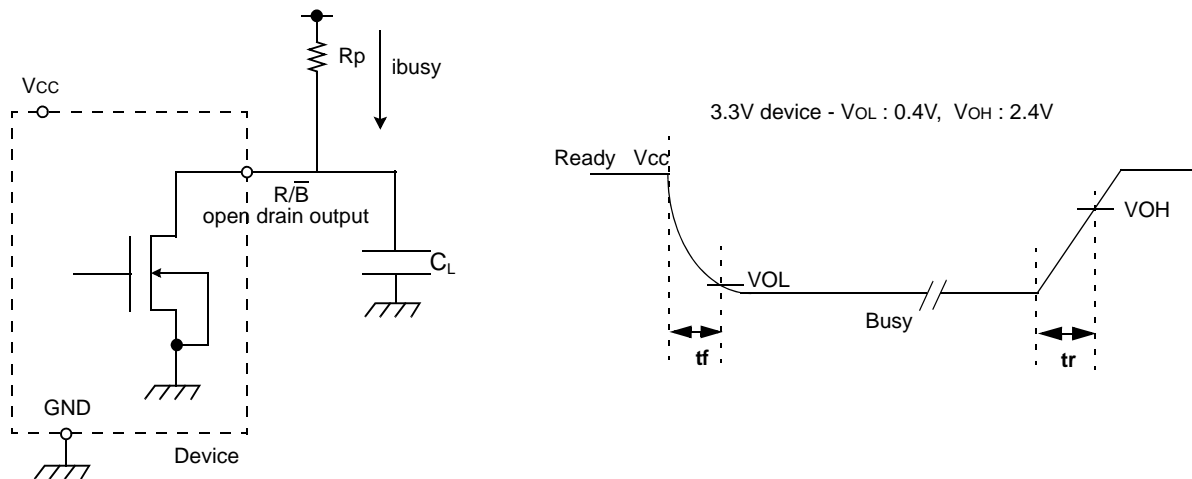 Rp
ibusy
VCC
R/B̅
open drain output
CL
GND
Device
3.3V device - VOL : 0.4V, VOH : 2.4V
Ready Vcc
VOH
VOL
Busy
tf
tr